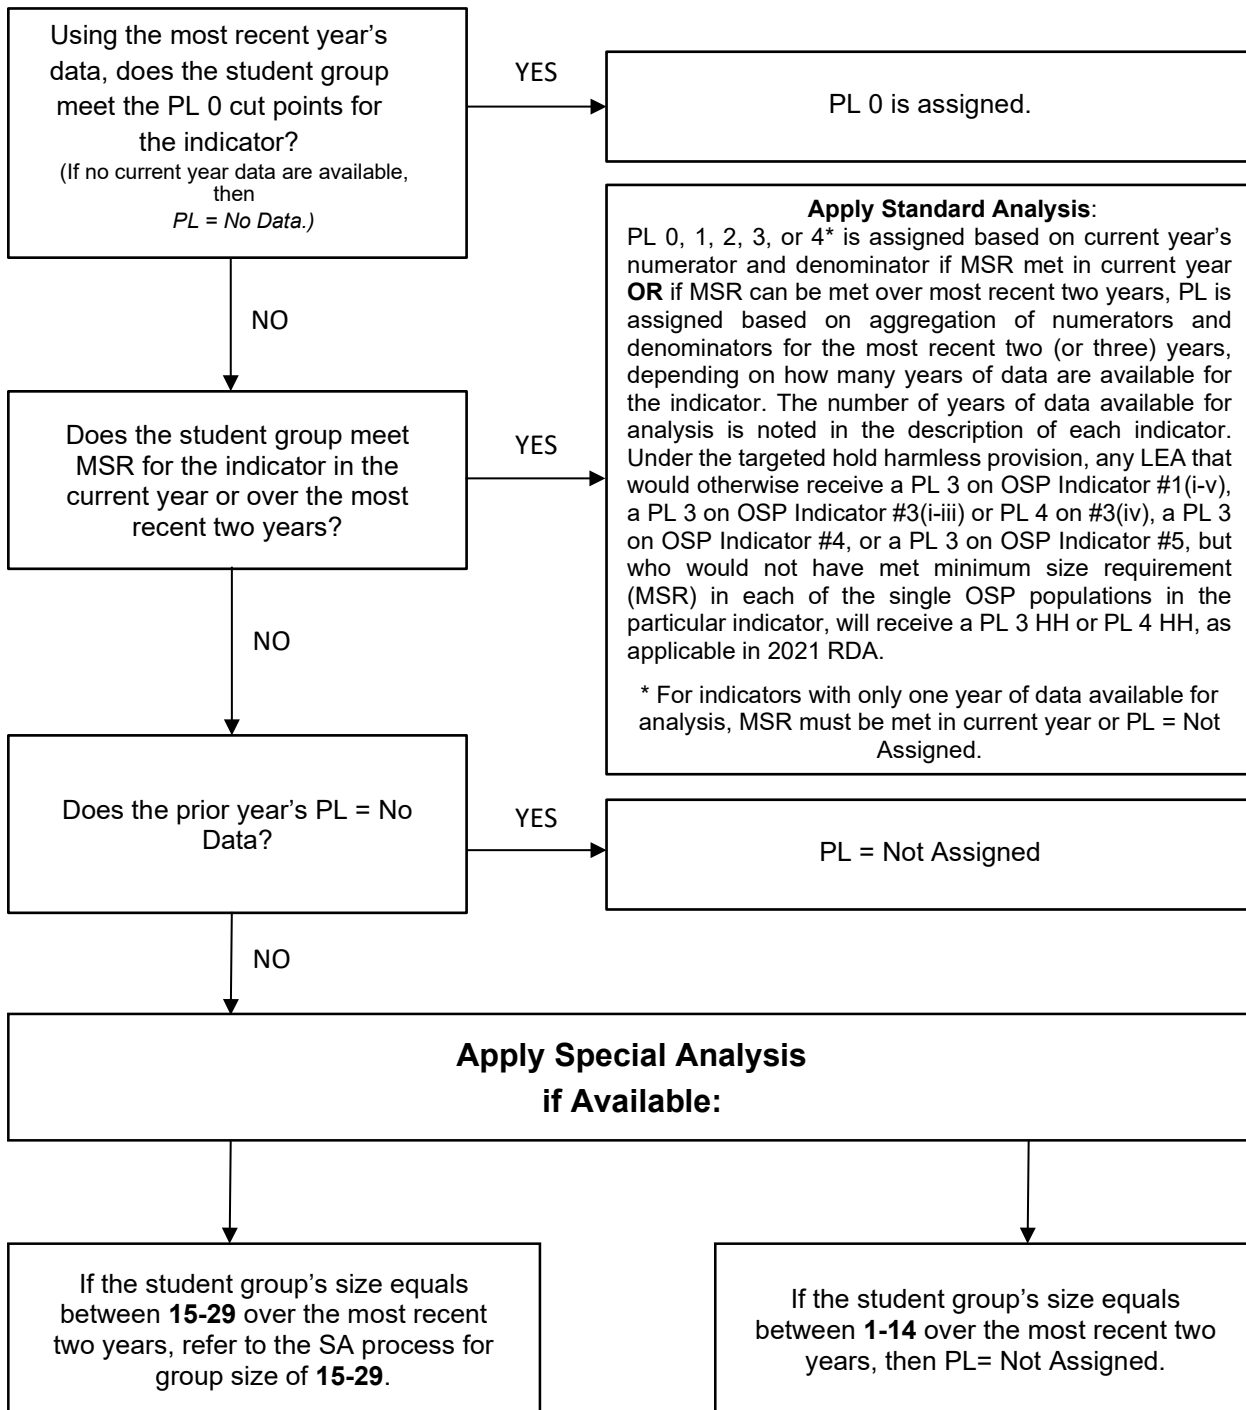 Using the most recent year’s
data, does the student group
meet the PL 0 cut points for
the indicator?
(If no current year data are available,
then
PL = No Data.)
YES
PL 0 is assigned.
NO
Does the student group meet
MSR for the indicator in the
current year or over the most
recent two years?
YES
Apply Standard Analysis:
PL 0, 1, 2, 3, or 4* is assigned based on current year’s
numerator and denominator if MSR met in current year
OR if MSR can be met over most recent two years, PL is
assigned based on aggregation of numerators and
denominators for the most recent two (or three) years,
depending on how many years of data are available for
the indicator. The number of years of data available for
analysis is noted in the description of each indicator.
Under the targeted hold harmless provision, any LEA that
would otherwise receive a PL 3 on OSP Indicator #1(i-v),
a PL 3 on OSP Indicator #3(i-iii) or PL 4 on #3(iv), a PL 3
on OSP Indicator #4, or a PL 3 on OSP Indicator #5, but
who would not have met minimum size requirement
(MSR) in each of the single OSP populations in the
particular indicator, will receive a PL 3 HH or PL 4 HH, as
applicable in 2021 RDA.
* For indicators with only one year of data available for
analysis, MSR must be met in current year or PL = Not
Assigned.
NO
Does the prior year’s PL = No
Data?
YES
PL = Not Assigned
NO
Apply Special Analysis
if Available:
If the student group’s size equals
between 15-29 over the most recent
two years, refer to the SA process for
group size of 15-29.
If the student group’s size equals
between 1-14 over the most recent two
years, then PL= Not Assigned.